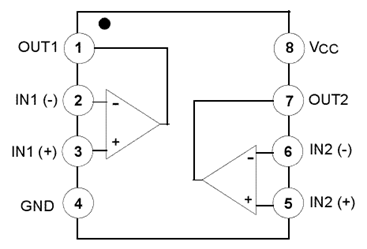 OUT1 1 8 VCC
IN1 (-) 2 - 7 OUT2
IN1 (+) 3 + - 6 IN2 (-)
GND 4 + 5 IN2 (+)